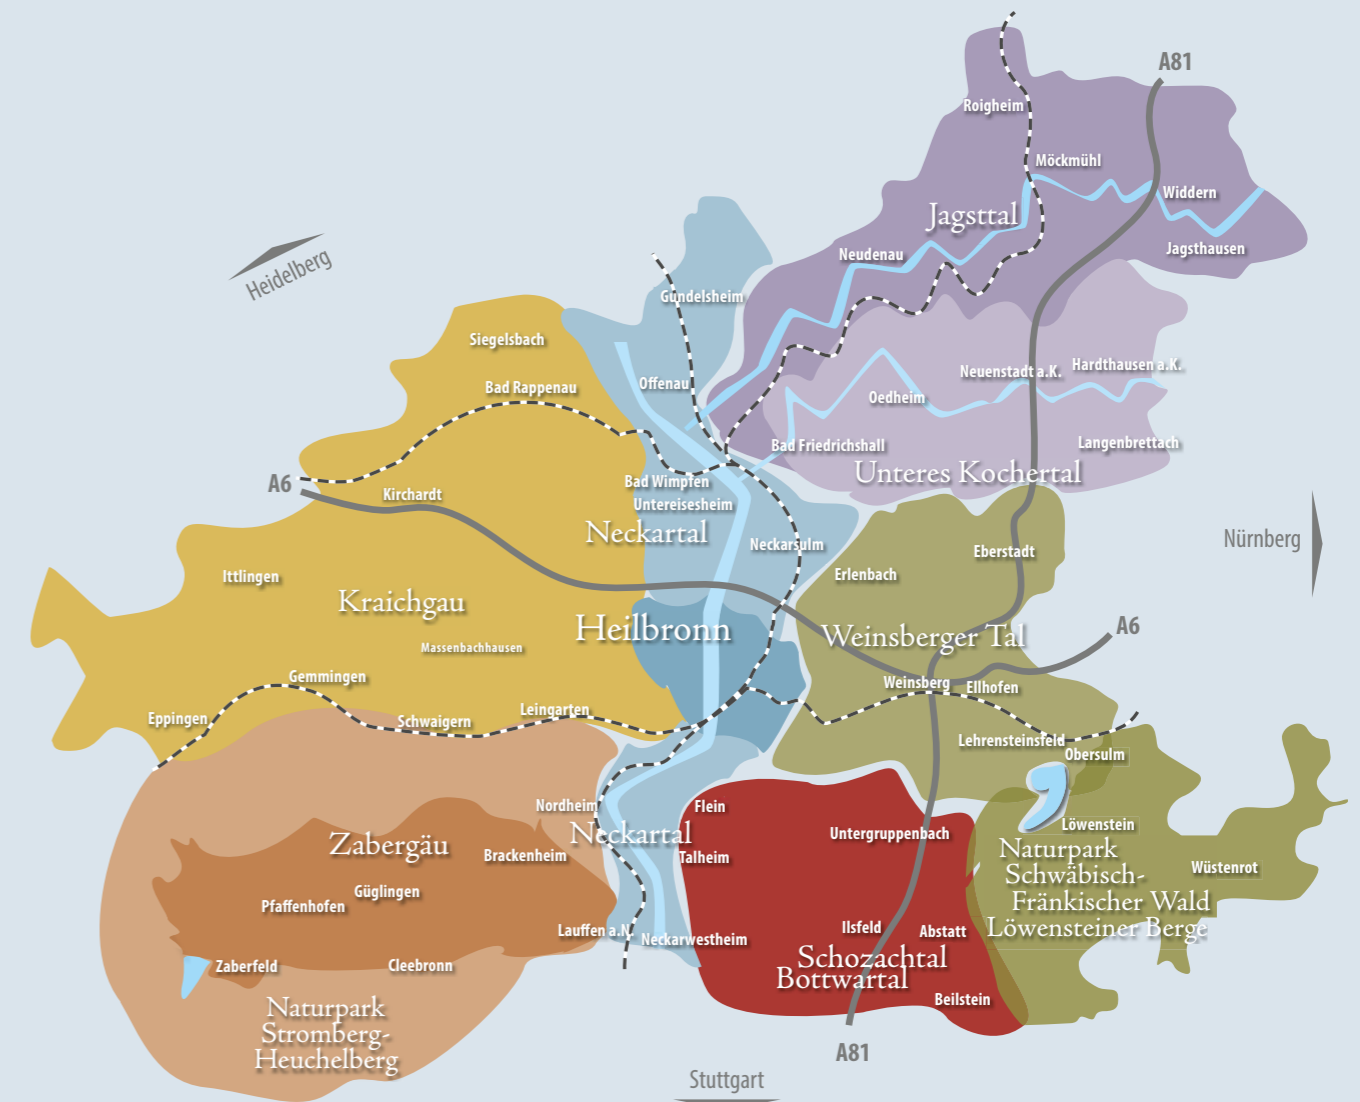 A81
Roigheim
Möckmühl
Widdern
Jagsttal
Jagsthausen
Neudenau
Heidelberg
Gundelsheim
Siegelsbach
Bad Rappenau
Offenau
Neuenstadt a.K.
Hardthausen a.K.
Oedheim
Bad Friedrichshall
Langenbrettach
Unteres Kochertal
A6
Kirchardt
Bad Wimpfen
Untereisesheim
Neckartal
Neckarsulm
Nürnberg
Eberstadt
Erlenbach
Ittlingen
Kraichgau
Heilbronn
Weinsberger Tal
A6
Massenbachhausen
Gemmingen
Weinsberg
Ellhofen
Eppingen
Schwaigern
Leingarten
Lehrensteinsfeld
Obersulm
Nordheim
Flein
Neckartal
Untergruppenbach
Löwenstein
Zabergäu
Brackenheim
Talheim
Naturpark
Schwäbisch-
Fränkischer Wald
Löwensteiner Berge
Wüstenrot
Güglingen
Pfaffenhofen
Lauffen a.N.
Neckarwestheim
Ilsfeld
Abstatt
Schozachtal
Bottwartal
Zaberfeld
Cleebronn
Beilstein
Naturpark
Stromberg-
Heuchelberg
A81
Stuttgart